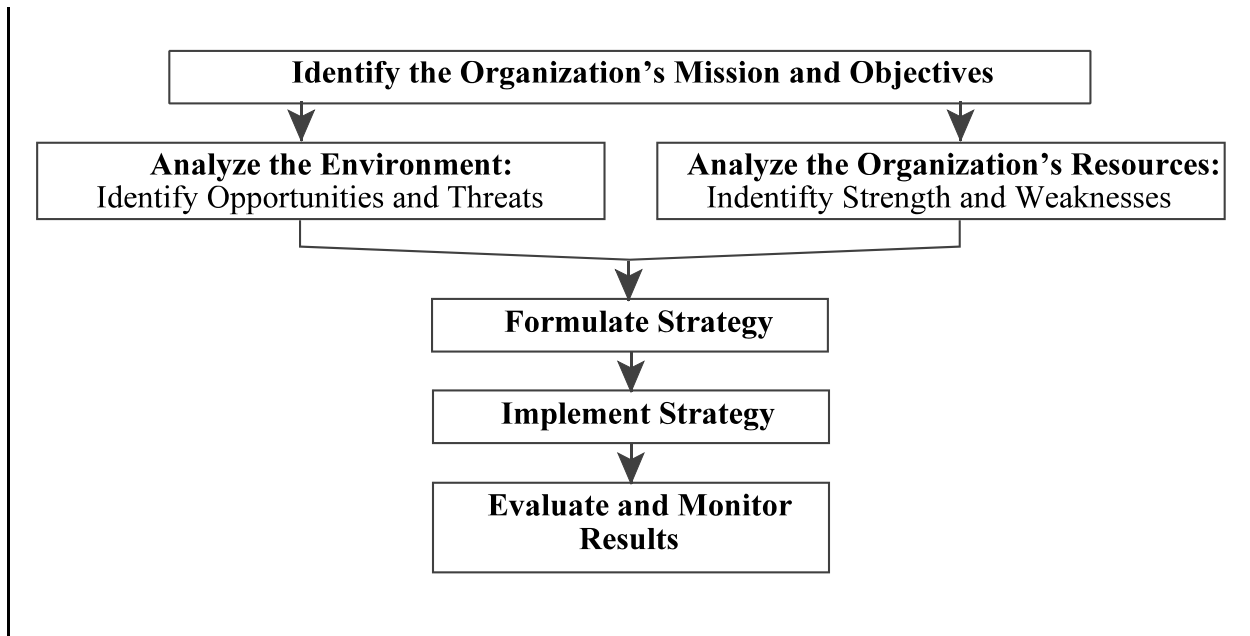 Identify the Organization’s Mission and Objectives
Analyze the Environment:
Identify Opportunities and Threats
Analyze the Organization’s Resources:
Indentifty Strength and Weaknesses
Formulate Strategy
Implement Strategy
Evaluate and Monitor
Results